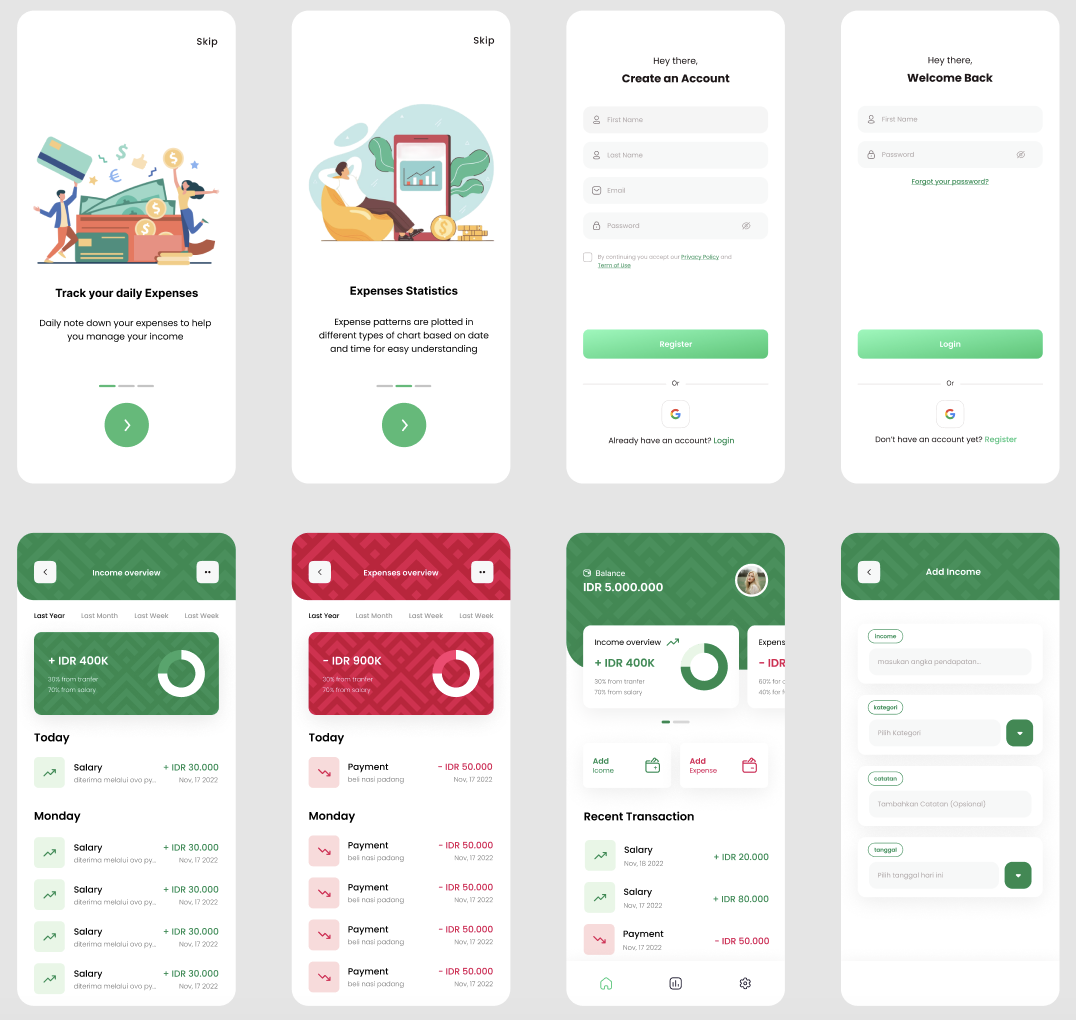 Skip
Track your daily Expenses
Daily note down your expenses to help
you manage your income
Skip
Expenses Statistics
Expense patterns are plotted in
different types of chart based on date
and time for easy understanding
Hey there,
Create an Account
First Name
Last Name
Email
Password
By continuing you accept our Privacy Policy and
Term of Use
Register
Or
Already have an account? Login
Hey there,
Welcome Back
First Name
Password
Forgot your password?
Login
Or
Don't have an account yet? Register
Income overview
Last Year Last Month Last Week Last Week
+ IDR 400K
30% from tranfer
70% from salary
Today
Salary + IDR 30.000
diterima melalui ovo py... Nov, 17 2022
Monday
Salary + IDR 30.000
diterima melalui ovo py... Nov, 17 2022
Salary + IDR 30.000
diterima melalui ovo py... Nov, 17 2022
Salary + IDR 30.000
diterima melalui ovo py... Nov, 17 2022
Salary + IDR 30.000
diterima melalui ovo py... Nov, 17 2022
Expenses overview
Last Year Last Month Last Week Last Week
- IDR 900K
30% from tranfer
70% from salary
Today
Payment - IDR 50.000
beli nasi padang Nov, 17 2022
Monday
Payment - IDR 50.000
beli nasi padang Nov, 17 2022
Payment - IDR 50.000
beli nasi padang Nov, 17 2022
Payment - IDR 50.000
beli nasi padang Nov, 17 2022
Payment - IDR 50.000
beli nasi padang Nov, 17 2022
Balance
IDR 5.000.000
Income overview
+ IDR 400K
30% from tranfer
70% from salary
Expens
- IDR
60% for
40% for
Add
Icome
Add
Expense
Recent Transaction
Salary
Nov, 18 2022
+ IDR 20.000
Salary
Nov, 17 2022
+ IDR 80.000
Payment
Nov, 17 2022
- IDR 50.000
Add Income
income
masukan angka pendapatan...
kategori
Pilih Kategori
catatan
Tambahkan Catatan (Opsional)
tanggal
Pilih tanggal hari ini